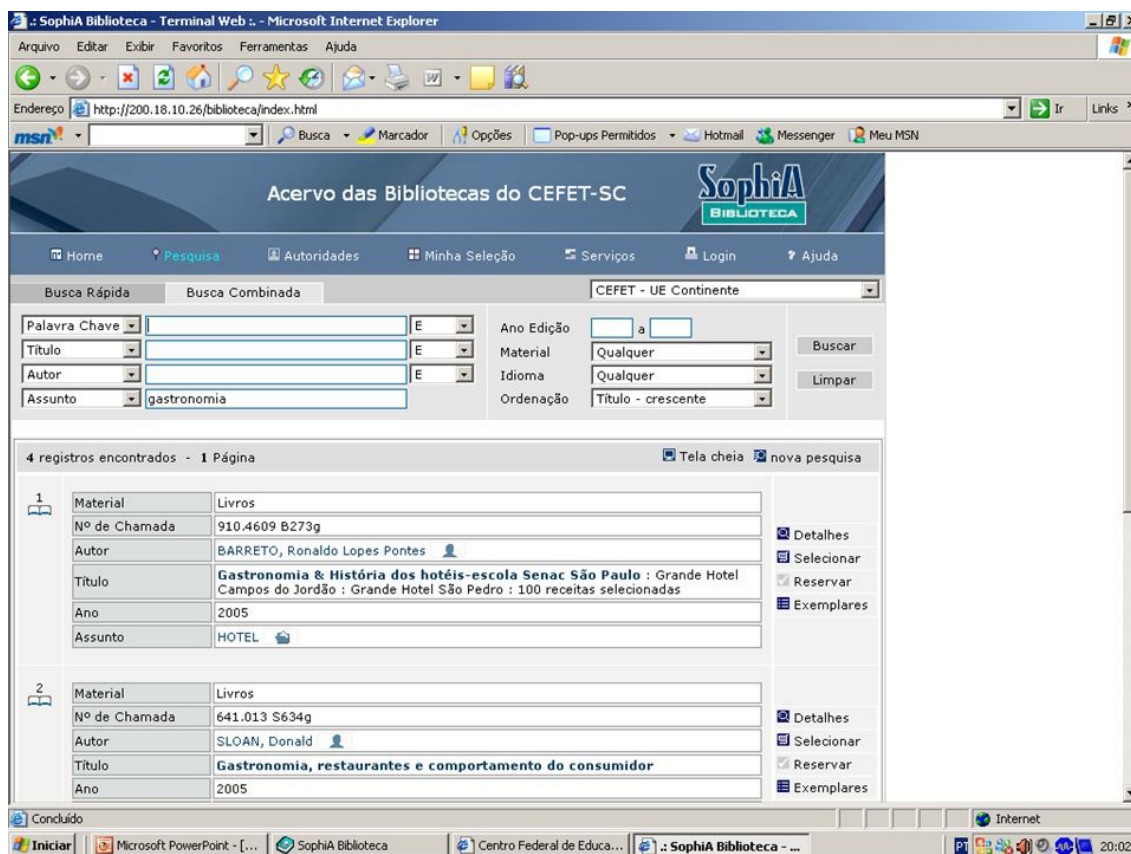 .: SophiA Biblioteca - Terminal Web :. - Microsoft Internet Explorer
Arquivo Editar Exibir Favoritos Ferramentas Ajuda
Endereço http://200.18.10.26/biblioteca/index.html Ir Links
msn Busca Marcador Opções Pop-ups Permitidos Hotmail Messenger Meu MSN
Acervo das Bibliotecas do CEFET-SC SophiA
BIBLIOTECA
Home Pesquisa Autoridades Minha Seleção Serviços Login Ajuda
Busca Rápida Busca Combinada CEFET - UE Continente
Palavra Chave E Ano Edição a
Título E Material Qualquer Buscar
Autor E Idioma Qualquer Limpar
Assunto gastronomia Ordenação Título - crescente
4 registros encontrados - 1 Página Tela cheia nova pesquisa
1 Material Livros
Nº de Chamada 910.4609 B273g Detalhes
Autor BARRETO, Ronaldo Lopes Pontes Selecionar
Título Gastronomia & História dos hotéis-escola Senac São Paulo : Grande Hotel
Campos do Jordão : Grande Hotel São Pedro : 100 receitas selecionadas Reservar
Ano 2005 Exemplares
Assunto HOTEL
2 Material Livros
Nº de Chamada 641.013 S634g Detalhes
Autor SLOAN, Donald Selecionar
Título Gastronomia, restaurantes e comportamento do consumidor Reservar
Ano 2005 Exemplares
Concluído Internet
Iniciar Microsoft PowerPoint - [... SophiA Biblioteca Centro Federal de Educa... .: SophiA Biblioteca - ... PT 20:02